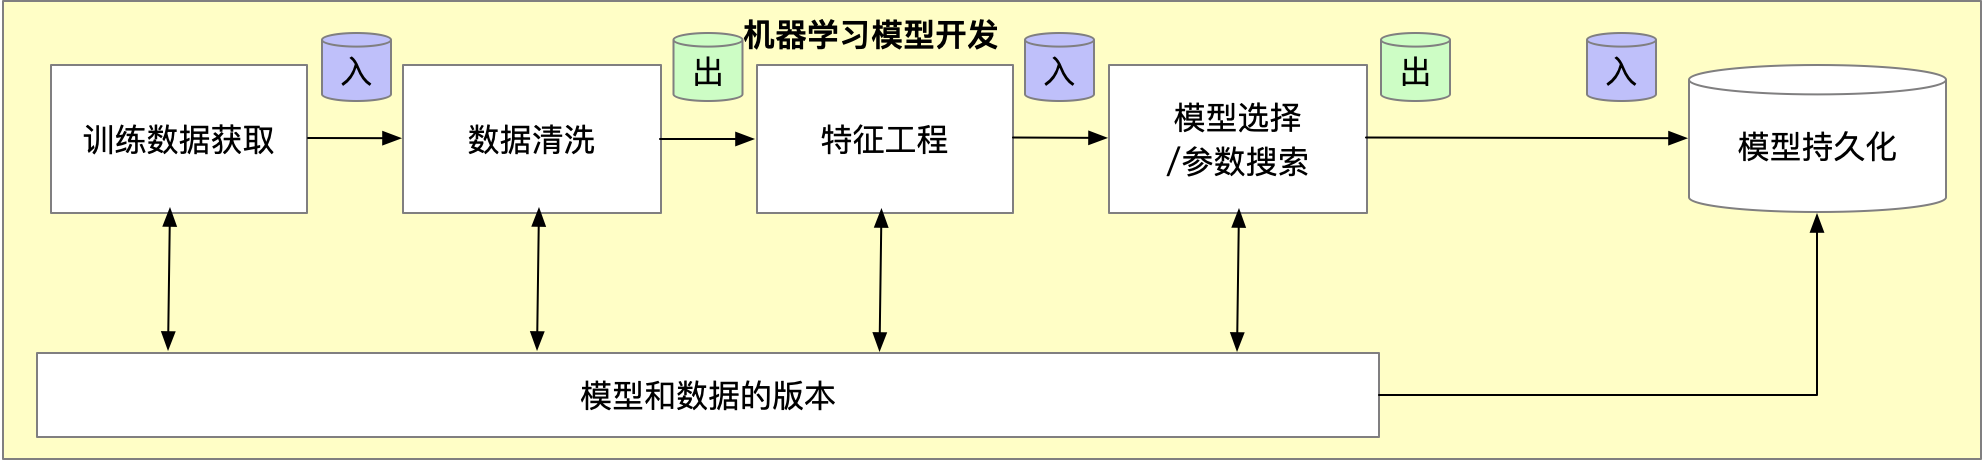 机器学习模型开发
训练数据获取
入
数据清洗
出
特征工程
入
模型选择
/参数搜索
出
入
模型持久化
模型和数据的版本